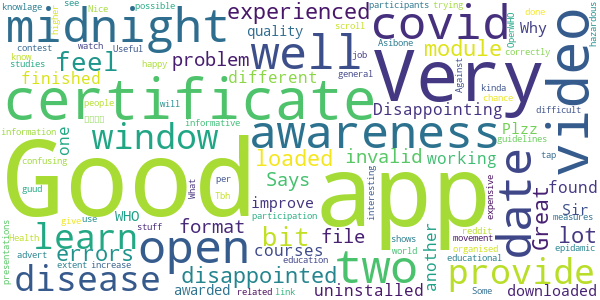 knowlage
midnight
Nice
see
higher
possible
experienced
covid
participants
trying
OpenWHO
done
hazardous
studies
contest
watch
Useful
scroll
know
finished
feel
happy
problem
quality
well
Asibone
job
general
module
Why
correctly
Very
video
people
certificate
different
will
Against
kinda
chance
Disappointing
Plzz
difficult
information
informative
confusing
window
one
awareness
guidelines
Good
guud
What
per
Tbh
loaded
Says
invalid
working
tap
app
date
interesting
expensive
found
Health
give
use
WHO
format
bit
file
improve
Great
Sir
measures
participation
movement
reddit
lot
learn
open
stuff
courses
education
two
another
organised
educational
provide
presentations
errors
advert
shows
world
epidamic
disease
extent
increase
disappointed
awarded
related
link
uninstalled
Some
downloaded